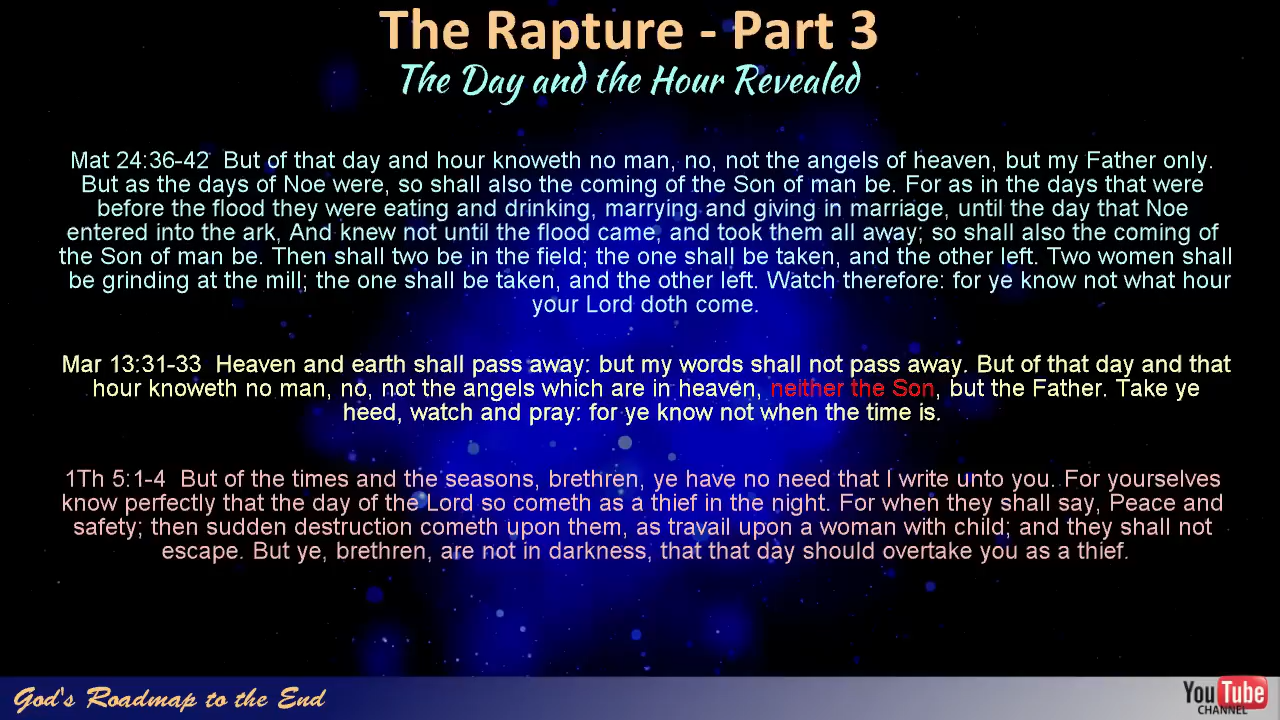 The Rapture - Part 3
The Day and the Hour Revealed
Mat 24:36-42  But of that day and hour knoweth no man, no, not the angels of heaven, but my Father only.
But as the days of Noe were, so shall also the coming of the Son of man be. For as in the days that were
before the flood they were eating and drinking, marrying and giving in marriage, until the day that Noe
entered into the ark, And knew not until the flood came, and took them all away; so shall also the coming of
the Son of man be. Then shall two be in the field; the one shall be taken, and the other left. Two women shall
be grinding at the mill; the one shall be taken, and the other left. Watch therefore: for ye know not what hour
your Lord doth come.
Mar 13:31-33  Heaven and earth shall pass away: but my words shall not pass away. But of that day and that
hour knoweth no man, no, not the angels which are in heaven, neither the Son, but the Father. Take ye
heed, watch and pray: for ye know not when the time is.
1Th 5:1-4  But of the times and the seasons, brethren, ye have no need that I write unto you. For yourselves
know perfectly that the day of the Lord so cometh as a thief in the night. For when they shall say, Peace and
safety; then sudden destruction cometh upon them, as travail upon a woman with child; and they shall not
escape. But ye, brethren, are not in darkness, that that day should overtake you as a thief.
God's Roadmap to the End
YouTube
CHANNEL